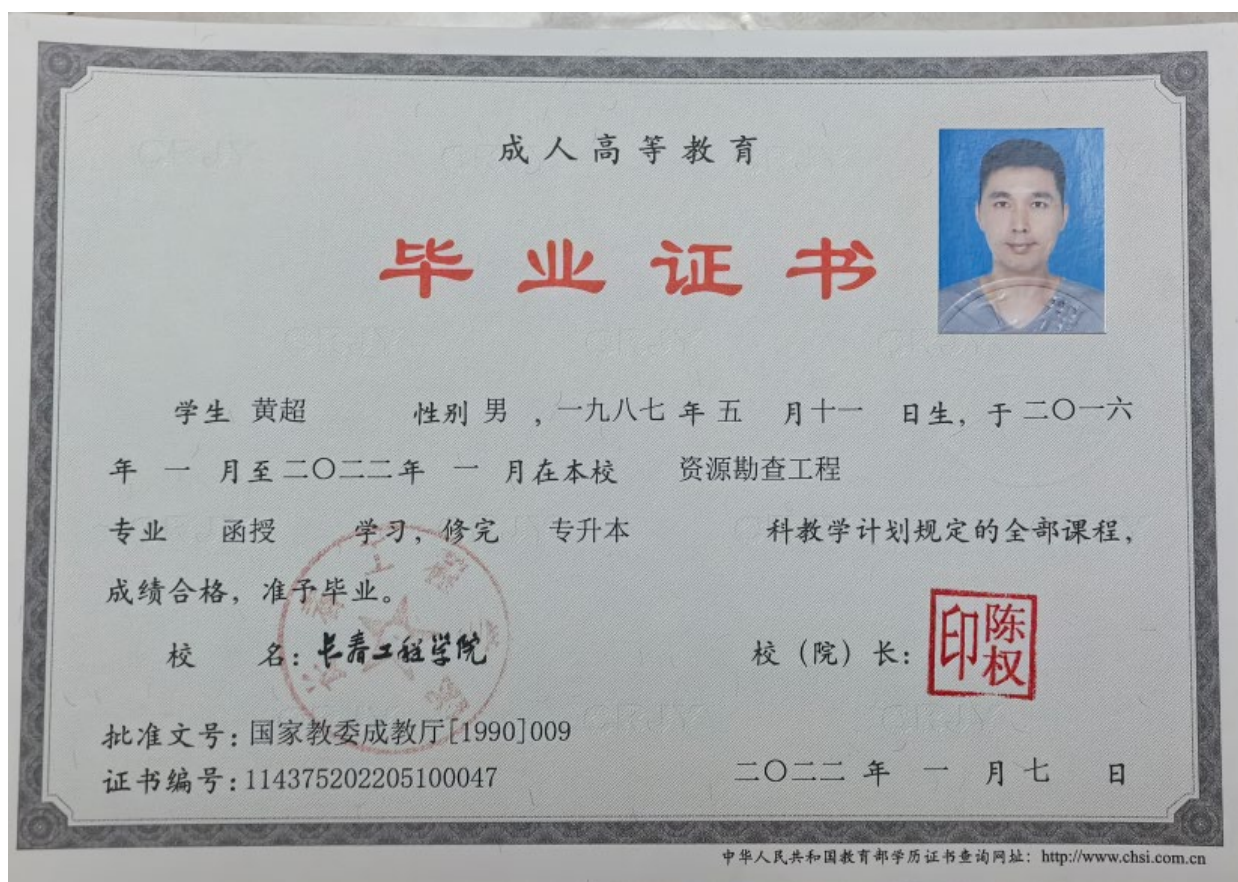 成人高等教育
毕业证书
学生 黄超 性别 男 ，一九八七 年 五 月十一 日生，于 二〇一六
年 一 月至 二〇二二年 一 月在本校 资源勘查工程
专业 函授 学习，修完 专升本 科教学计划规定的全部课程，
成绩合格，准予毕业。
校 名：长春工程学院 校（院）长：陈权印
批准文号：国家教委成教厅[1990]009
证书编号：114375202205100047 二〇二二 年 一 月 七 日
中华人民共和国教育部学历证书查询网址：http://www.chsi.com.cn